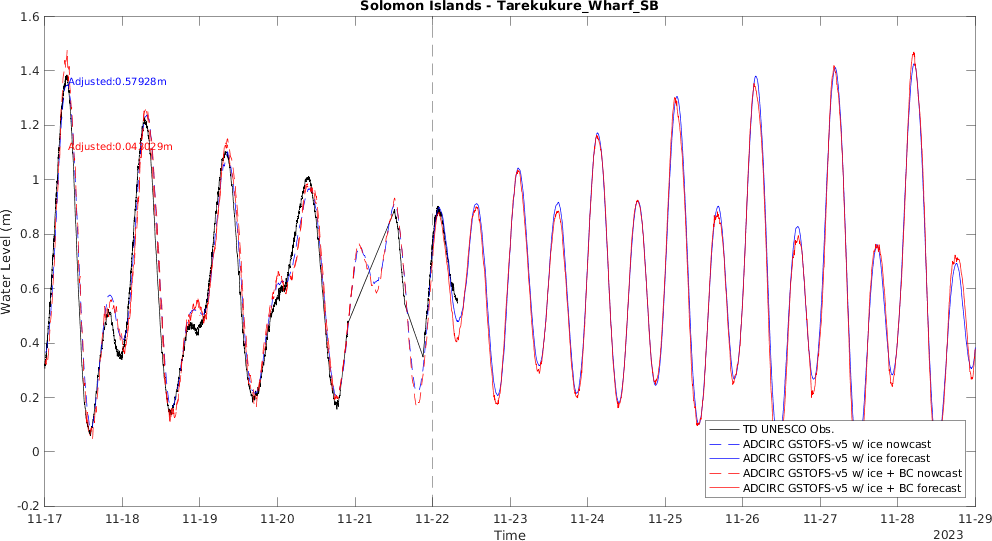 Solomon Islands - Tarekukure_Wharf_SB
1.6
1.4
1.2
1
0.8
0.6
0.4
0.2
0
-0.2
Water Level (m)
Adjusted:0.57928m
Adjusted:0.043029m
TD UNESCO Obs.
ADCIRC GSTOFS-v5 w/ ice nowcast
ADCIRC GSTOFS-v5 w/ ice forecast
ADCIRC GSTOFS-v5 w/ ice + BC nowcast
ADCIRC GSTOFS-v5 w/ ice + BC forecast
11-17 11-18 11-19 11-20 11-21 11-22 11-23 11-24 11-25 11-26 11-27 11-28 11-29
Time
2023